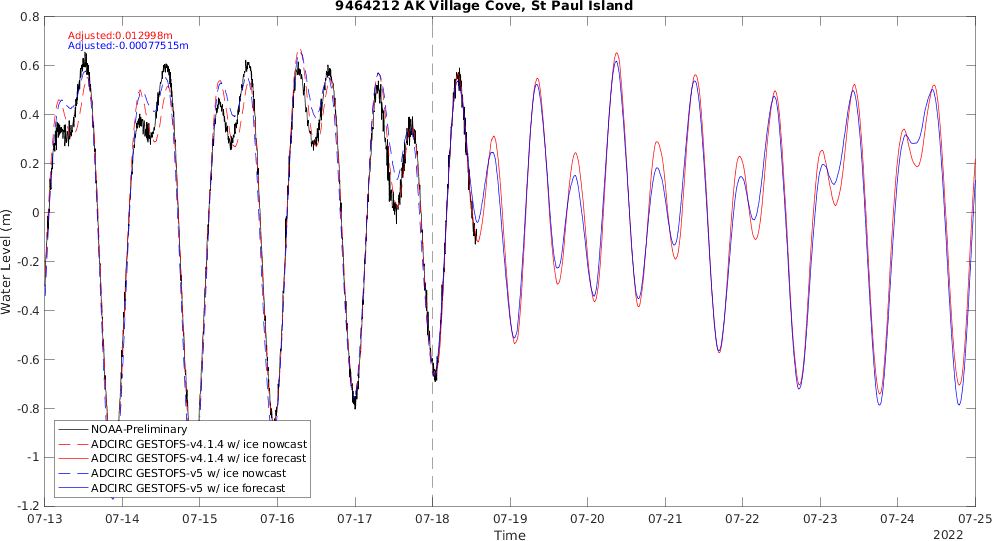 9464212 AK Village Cove, St Paul Island
Adjusted:0.012998m
Adjusted:-0.00077515m
0.8
0.6
0.4
0.2
0
-0.2
-0.4
-0.6
-0.8
-1
-1.2
Water Level (m)
NOAA-Preliminary
ADCIRC GESTOFS-v4.1.4 w/ ice nowcast
ADCIRC GESTOFS-v4.1.4 w/ ice forecast
ADCIRC GESTOFS-v5 w/ ice nowcast
ADCIRC GESTOFS-v5 w/ ice forecast
07-13 07-14 07-15 07-16 07-17 07-18 07-19 07-20 07-21 07-22 07-23 07-24 07-25
Time
2022